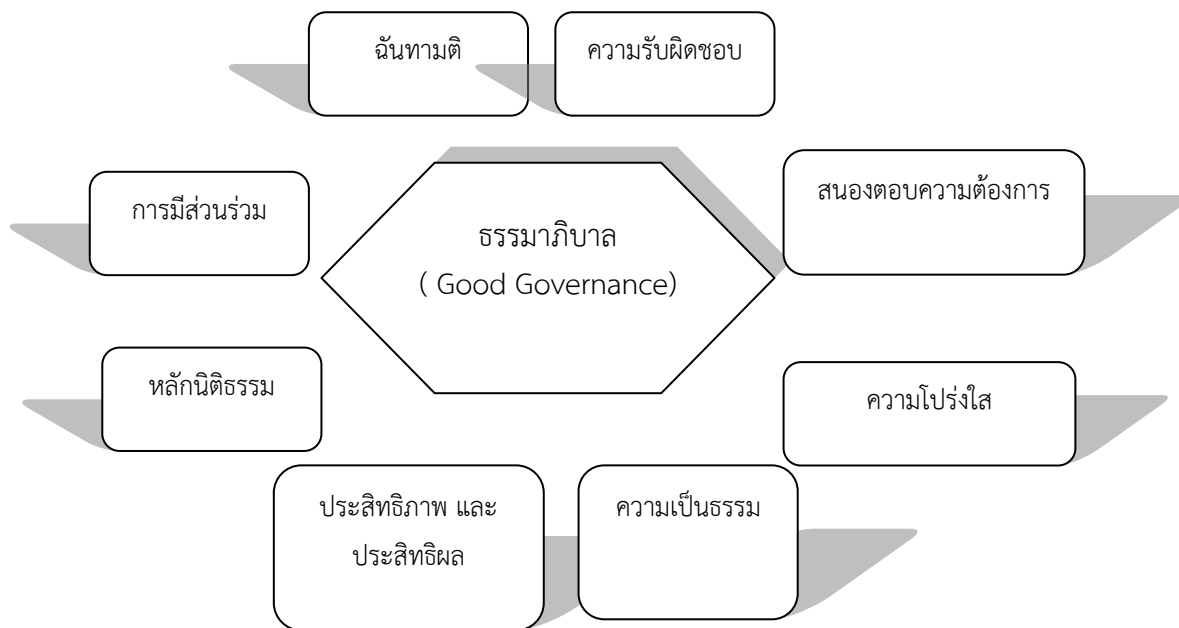 ฉันทามติ
ความรับผิดชอบ
การมีส่วนร่วม
สนองตอบความต้องการ
ธรรมาภิบาล
( Good Governance)
หลักนิติธรรม
ความโปร่งใส
ประสิทธิภาพ และ
ประสิทธิผล
ความเป็นธรรม